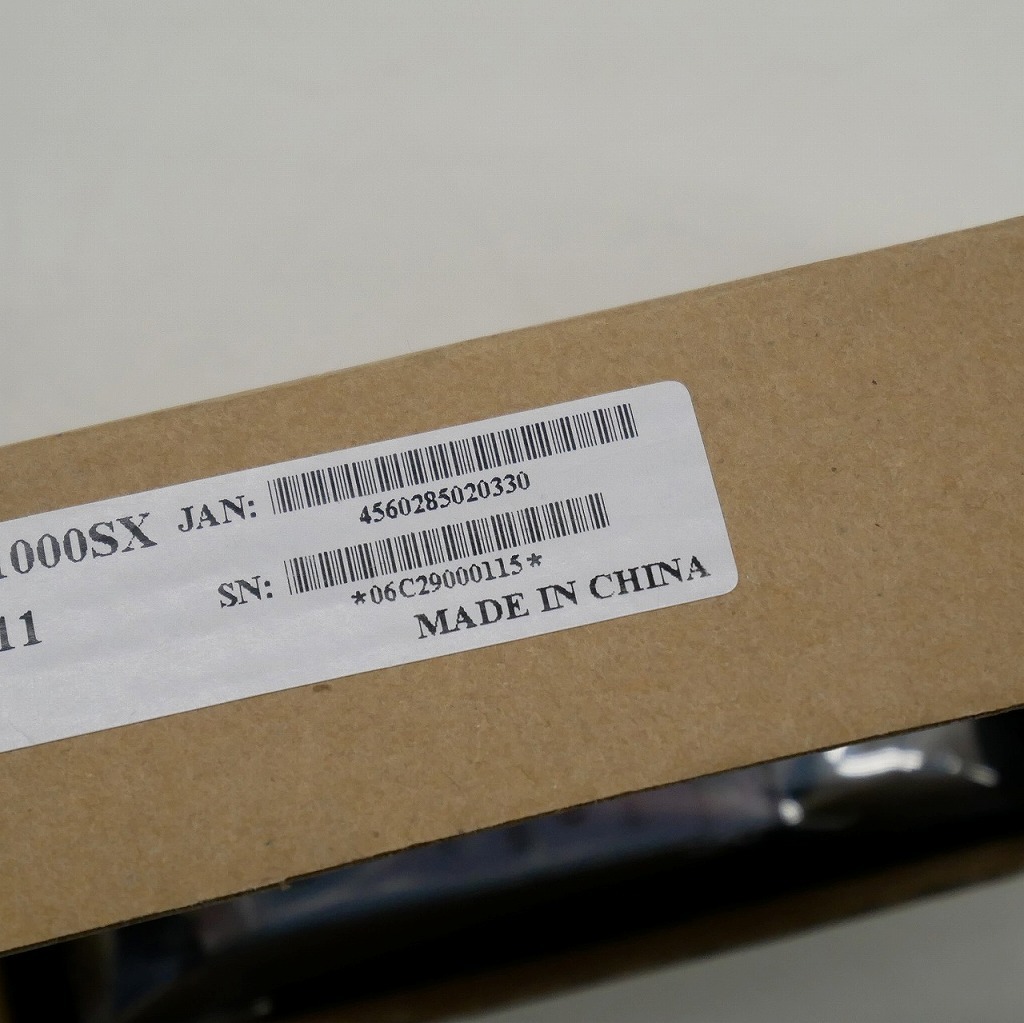 1000SX JAN:
4560285020330
SN:
*06C29000115*
11
MADE IN CHINA